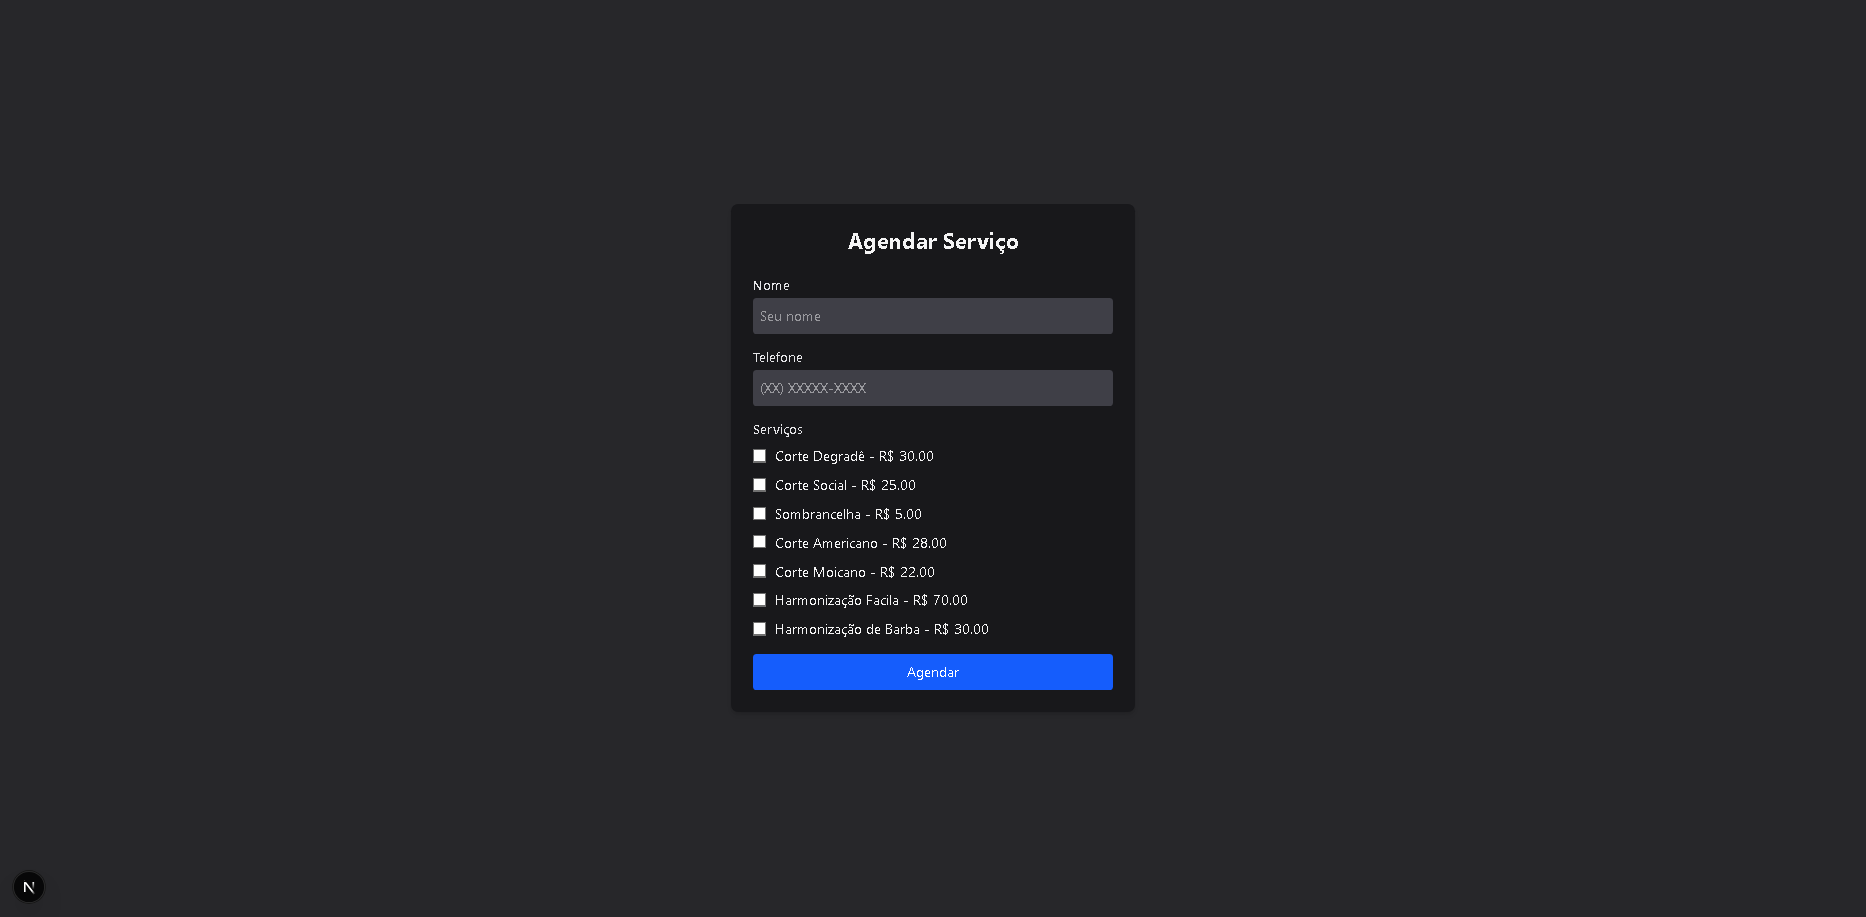 Agendar Serviço
Nome
Seu nome
Telefone
(XX) XXXXX-XXXX
Serviços
Corte Degradê - R$ 30.00
Corte Social - R$ 25.00
Sombrancelha - R$ 5.00
Corte Americano - R$ 28.00
Corte Moicano - R$ 22.00
Harmonização Facila - R$ 70.00
Harmonização de Barba - R$ 30.00
Agendar
N